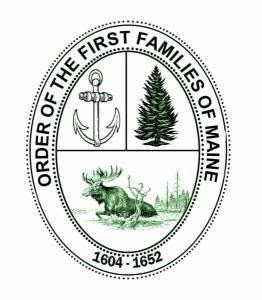 ORDER OF THE FIRST FAMILIES OF MAINE
1604 - 1652